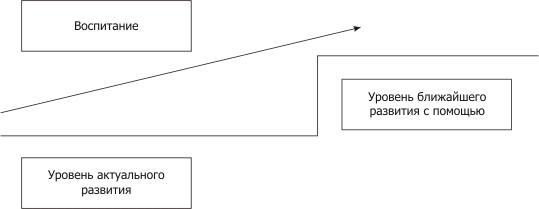 Воспитание
Уровень ближайшего
развития с помощью
Уровень актуального
развития